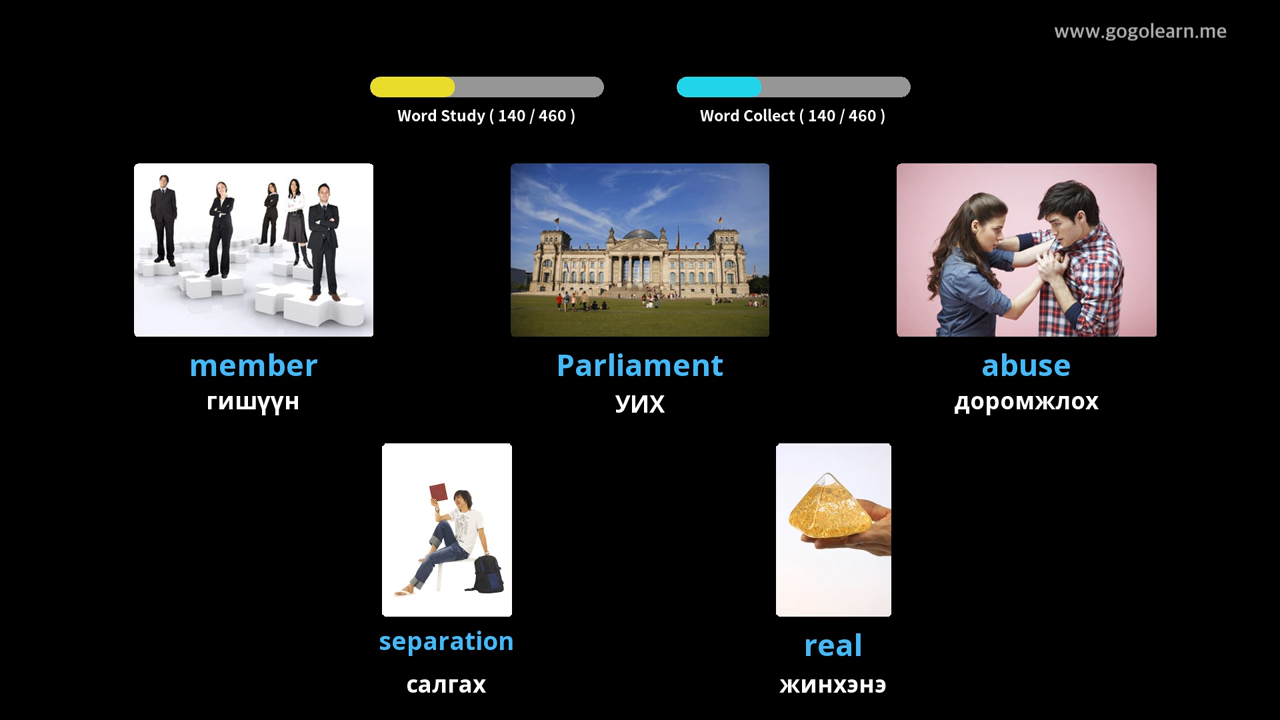 www.gogolearn.me
Word Study ( 140 / 460 )
Word Collect ( 140 / 460 )
member
гишүүн
Parliament
УИХ
abuse
доромжлох
separation
салгах
real
жинхэнэ